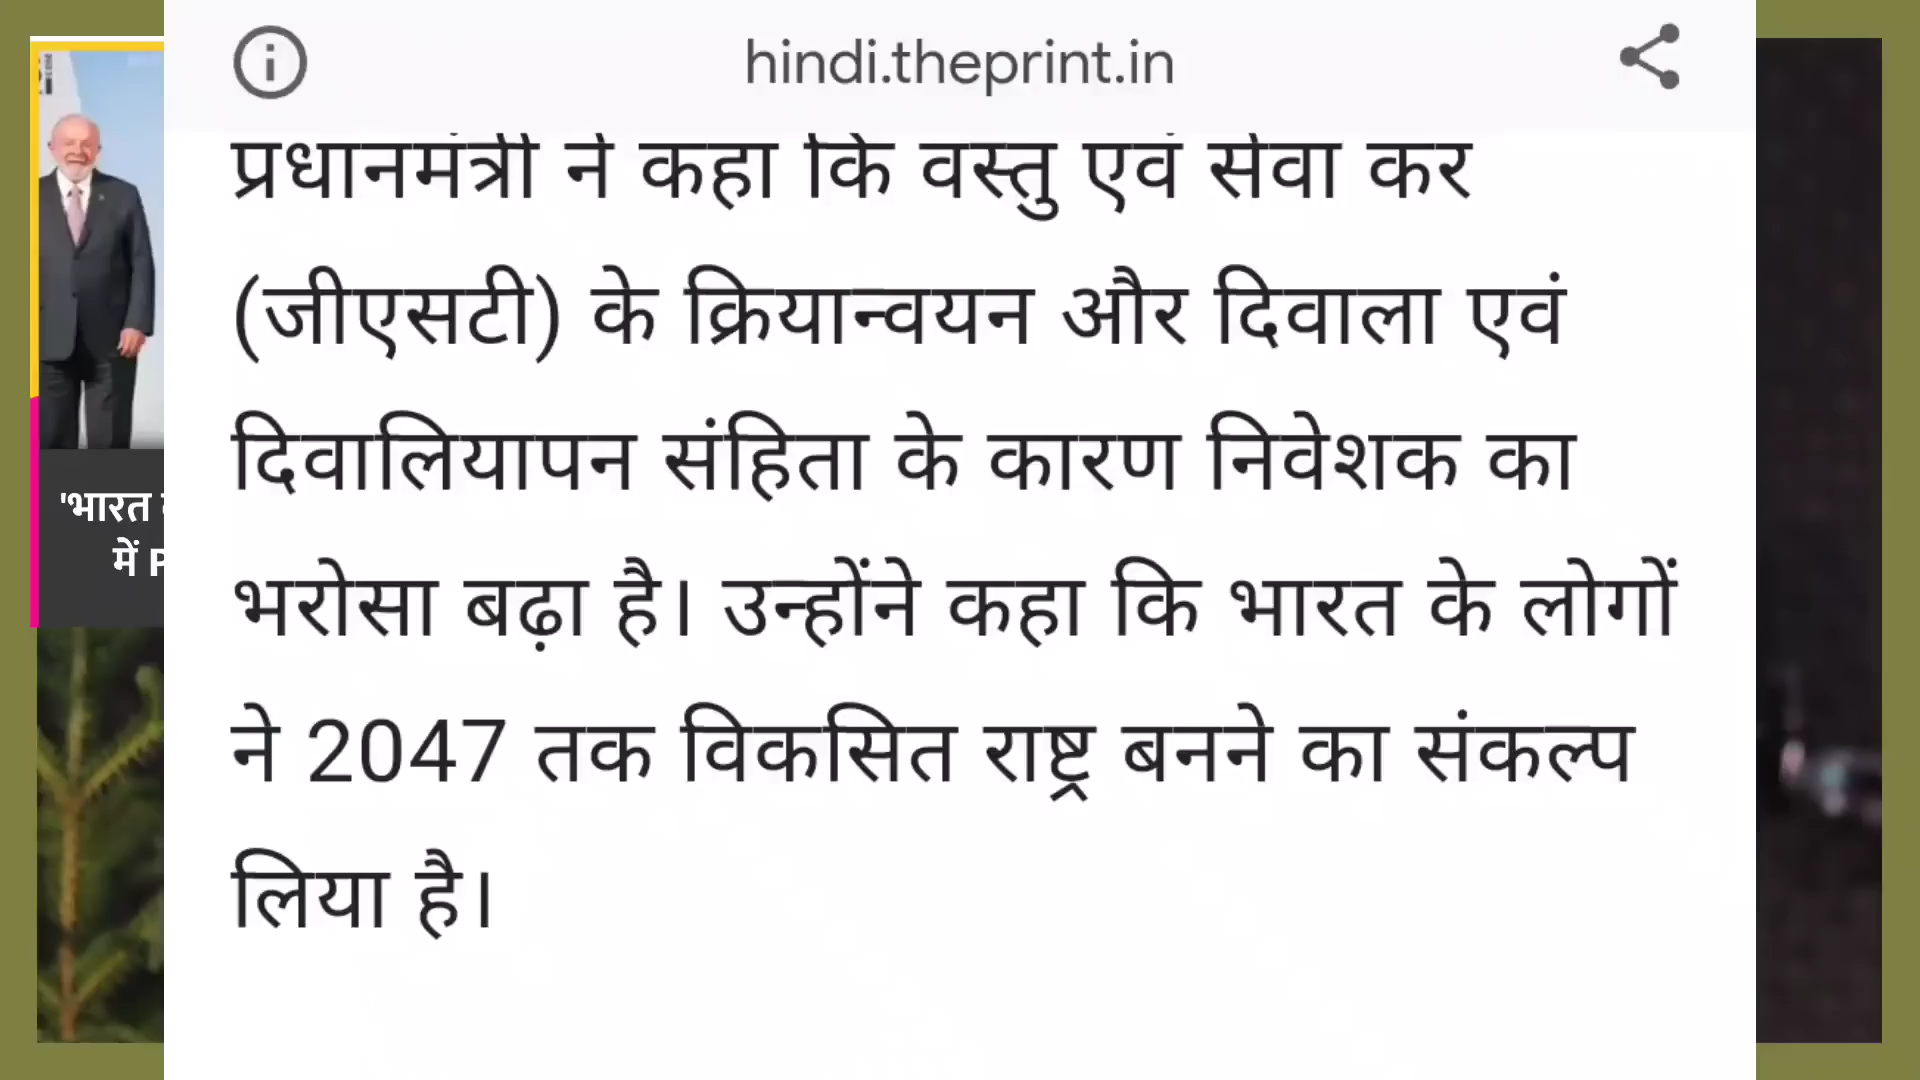 hindi.theprint.in
प्रधानमंत्री ने कहा कि वस्तु एवं सेवा कर
(जीएसटी) के क्रियान्वयन और दिवाला एवं
दिवालियापन संहिता के कारण निवेशक का
भरोसा बढ़ा है। उन्होंने कहा कि भारत के लोगों
ने 2047 तक विकसित राष्ट्र बनने का संकल्प
लिया है।
'भारत
में P